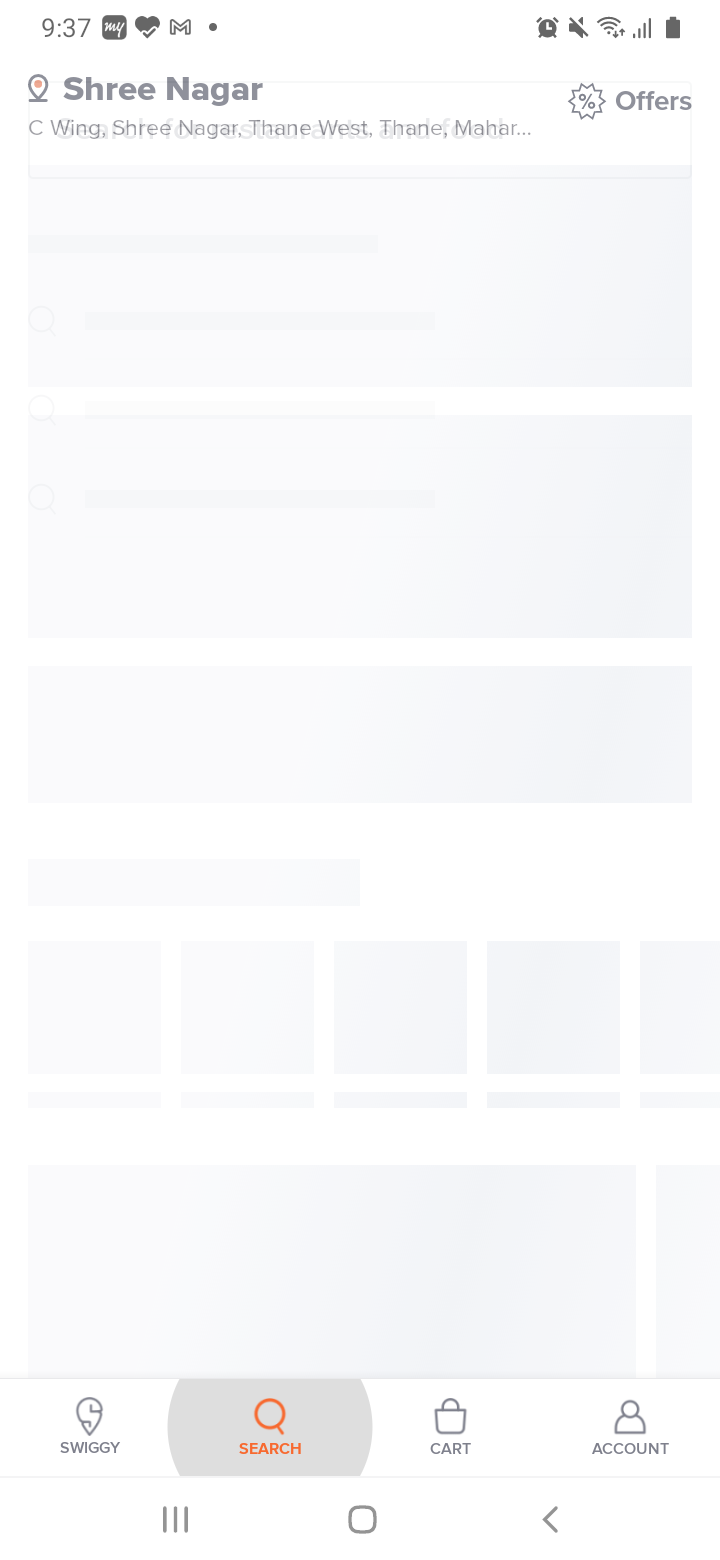 9:37
Shree Nagar
Offers
C Wing, Shree Nagar, Thane West, Thane, Mahar...
Search for restaurants and food
SWIGGY
SEARCH
CART
ACCOUNT